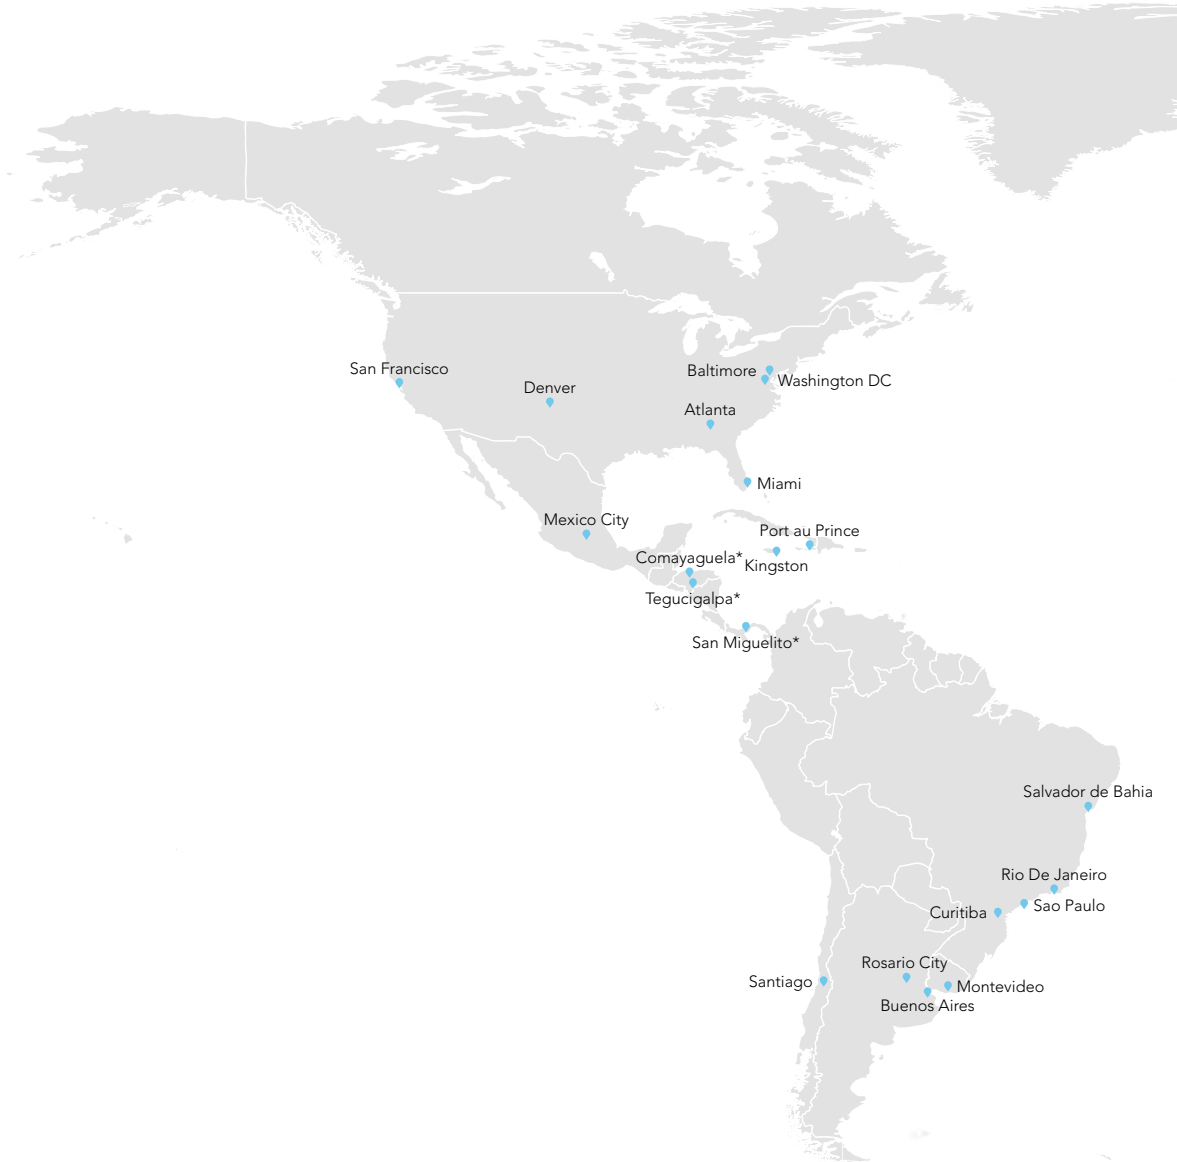 San Francisco
Baltimore
Washington DC
Denver
Atlanta
Miami
Mexico City
Port au Prince
Comayaguela*
Kingston
Tegucigalpa*
San Miguelito*
Salvador de Bahia
Rio De Janeiro
Sao Paulo
Curitiba
Rosario City
Santiago
Montevideo
Buenos Aires